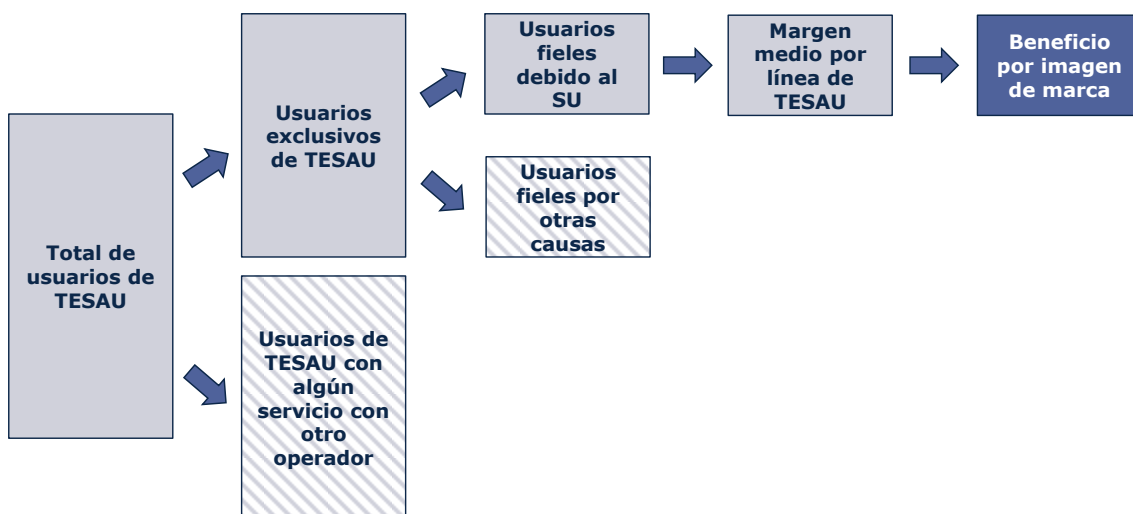 Total de
usuarios de
TESAU
Usuarios
exclusivos
de TESAU
Usuarios de
TESAU con
algún
servicio con
otro
operador
Usuarios
fieles
debido al
SU
Usuarios
fieles por
otras
causas
Margen
medio por
línea de
TESAU
Beneficio
por imagen
de marca